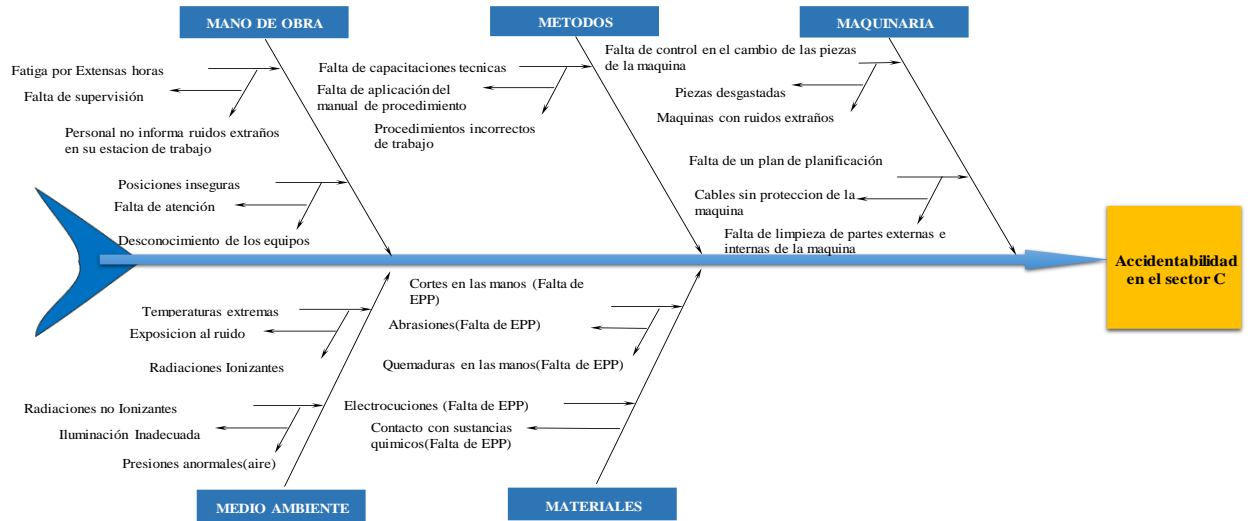 MANO DE OBRA
METODOS
MAQUINARIA
Fatiga por Extensas horas
Falta de supervisión
Personal no informa ruidos extraños
en su estacion de trabajo
Posiciones inseguras
Falta de atención
Desconocimiento de los equipos
Falta de capacitaciones tecnicas
Falta de aplicación del
manual de procedimiento
Procedimientos incorrectos
de trabajo
Falta de control en el cambio de las piezas
de la maquina
Piezas desgastadas
Maquinas con ruidos extraños
Falta de un plan de planificación
Cables sin proteccion de la
maquina
Falta de limpieza de partes externas e
internas de la maquina
Accidentabilidad
en el sector C
Temperaturas extremas
Exposicion al ruido
Radiaciones Ionizantes
Radiaciones no Ionizantes
Iluminación Inadecuada
Presiones anormales(aire)
Cortes en las manos (Falta de
EPP)
Abrasiones(Falta de EPP)
Quemaduras en las manos(Falta de EPP)
Electrocuciones (Falta de EPP)
Contacto con sustancias
quimicos(Falta de EPP)
MEDIO AMBIENTE
MATERIALES